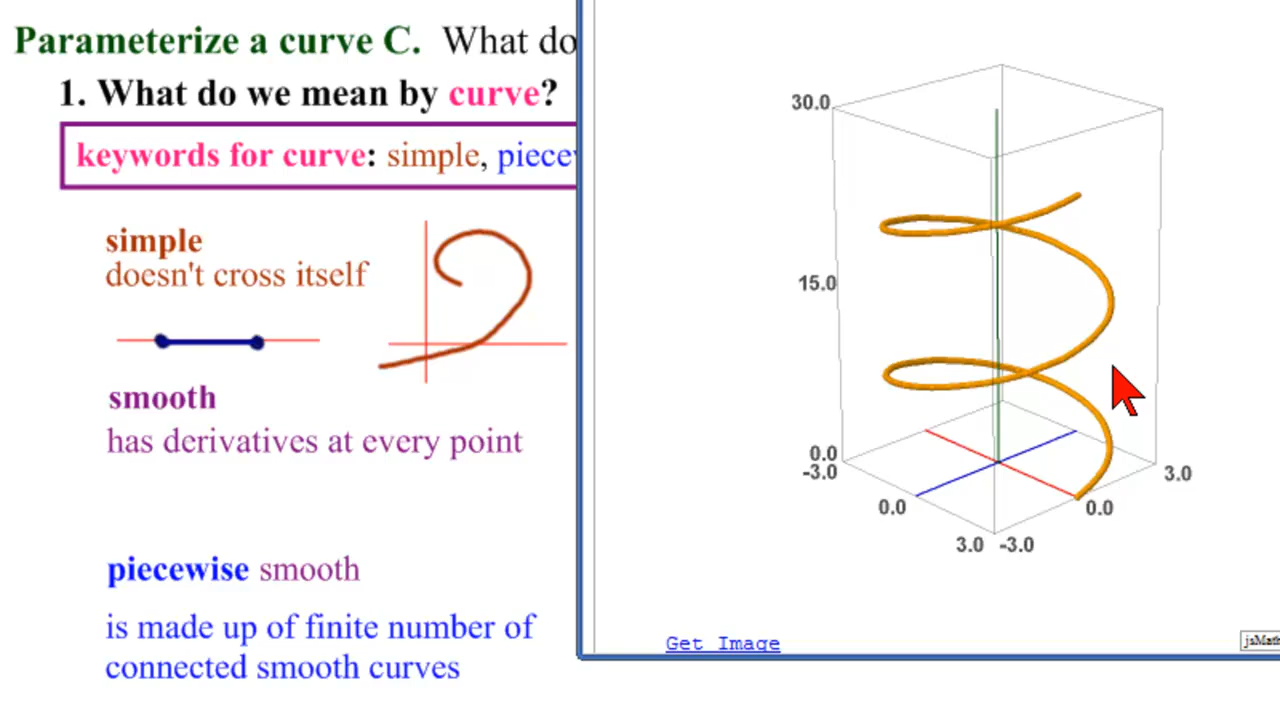 Parameterize a curve C. What do
1. What do we mean by curve?
keywords for curve: simple, piecew
simple
doesn't cross itself
smooth
has derivatives at every point
piecewise smooth
is made up of finite number of
connected smooth curves
30.0
15.0
0.0
-3.0
0.0
3.0
-3.0
0.0
3.0
Get Image
jsMath